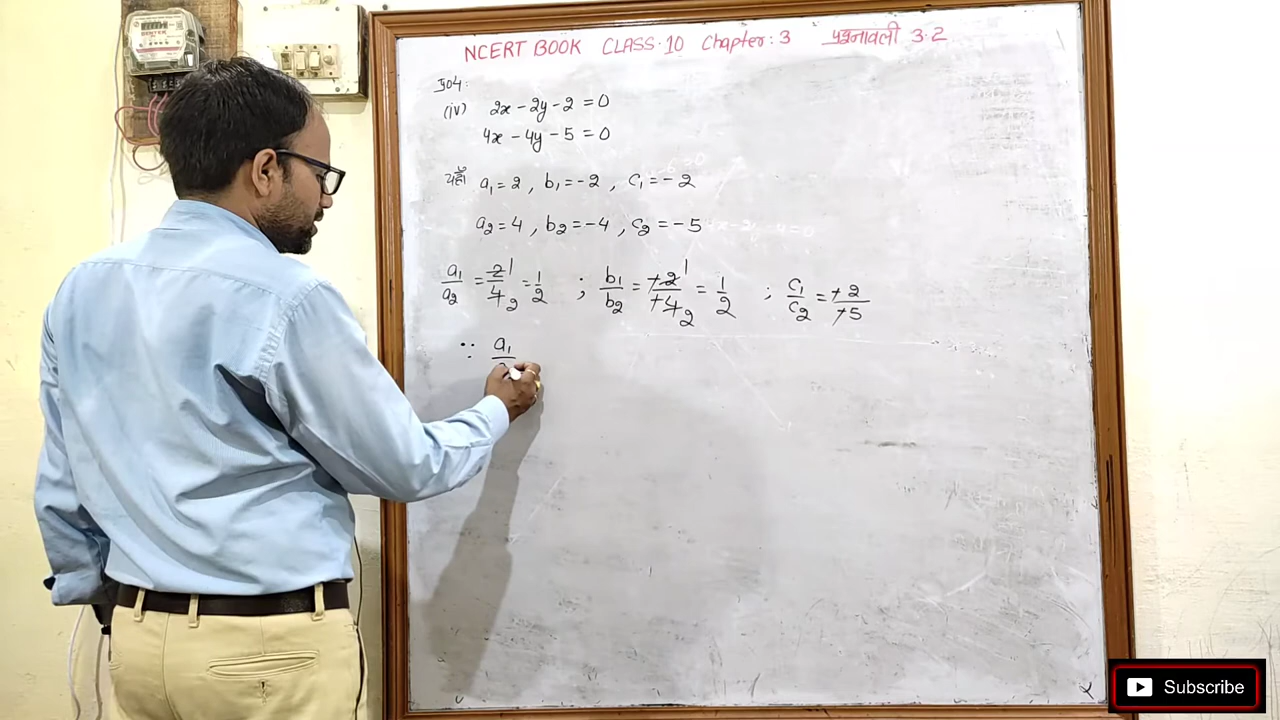 NCERT BOOK CLASS·10 Chapter: 3 प्रश्नावली 3·2
प्र04:
(iv) 2x - 2y - 2 = 0
4x - 4y - 5 = 0
यहाँ a₁ = 2 , b₁ = -2 , c₁ = - 2
a₂ = 4 , b₂ = -4 , c₂ = - 5
a₁/a₂ = 2/4 = 1/2 ; b₁/b₂ = -2/-4 = 1/2 ; c₁/c₂ = -2/-5
∵ a₁
Subscribe